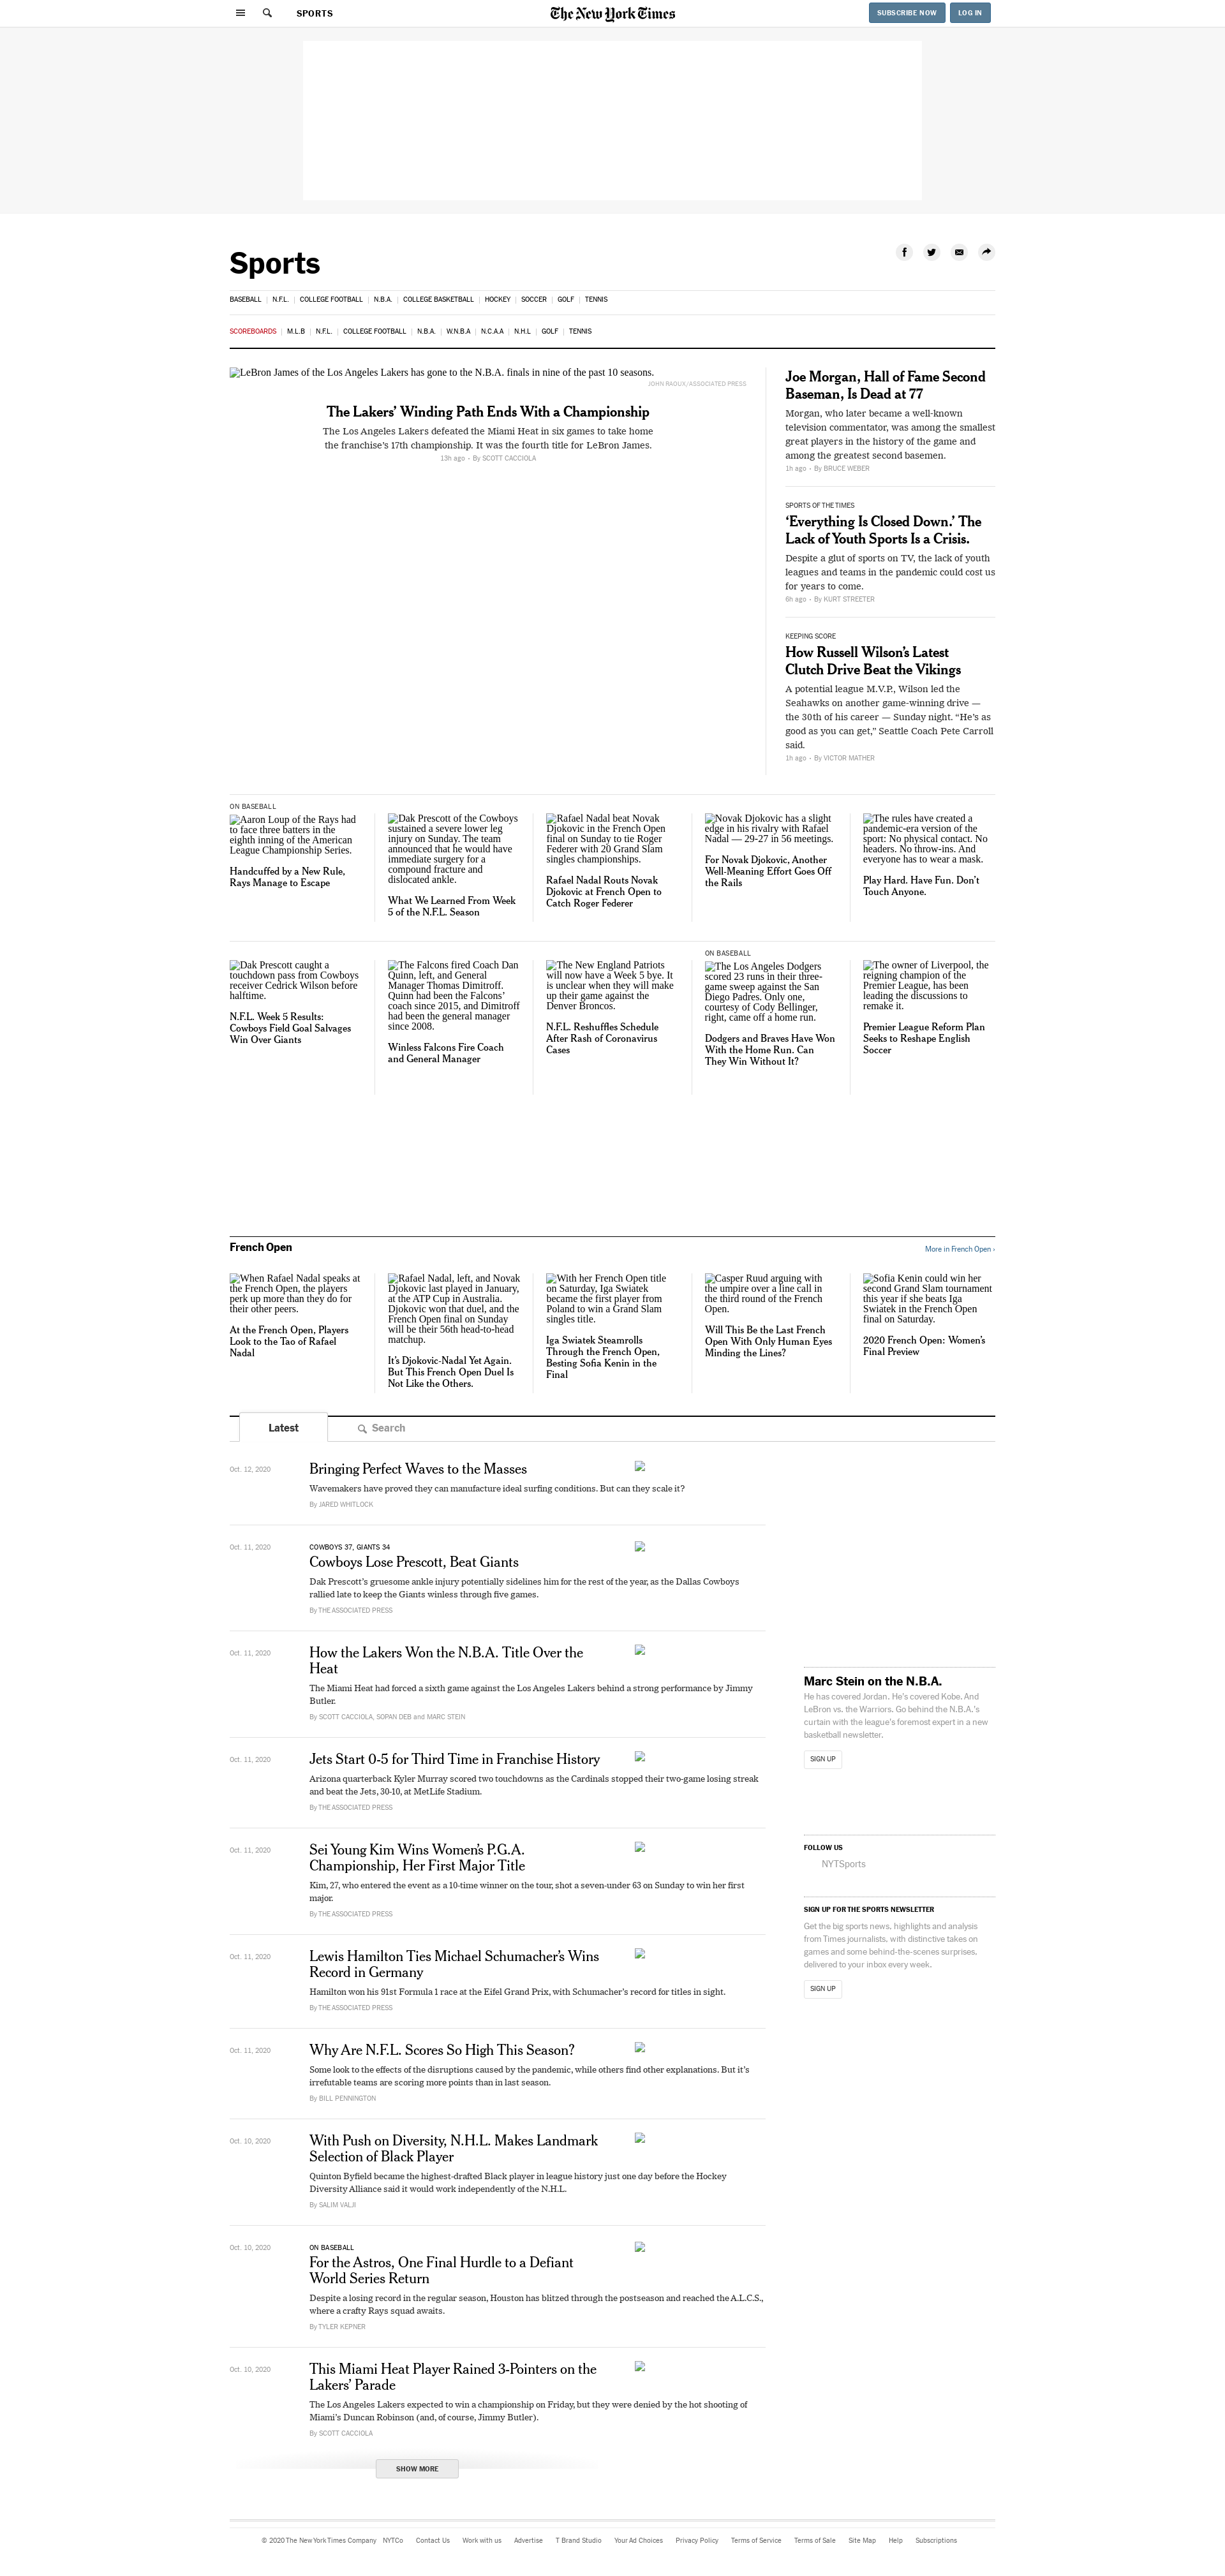 SPORTS
The New York Times
SUBSCRIBE NOW
LOG IN
Sports
BASEBALL | N.F.L. | COLLEGE FOOTBALL | N.B.A. | COLLEGE BASKETBALL | HOCKEY | SOCCER | GOLF | TENNIS
SCOREBOARDS | M.L.B | N.F.L. | COLLEGE FOOTBALL | N.B.A. | W.N.B.A | N.C.A.A | N.H.L | GOLF | TENNIS
LeBron James of the Los Angeles Lakers has gone to the N.B.A. finals in nine of the past 10 seasons.
JOHN RAOUX/ASSOCIATED PRESS
The Lakers’ Winding Path Ends With a Championship
The Los Angeles Lakers defeated the Miami Heat in six games to take home
the franchise’s 17th championship. It was the fourth title for LeBron James.
13h ago • By SCOTT CACCIOLA
Joe Morgan, Hall of Fame Second
Baseman, Is Dead at 77
Morgan, who later became a well-known
television commentator, was among the smallest
great players in the history of the game and
among the greatest second basemen.
1h ago • By BRUCE WEBER
SPORTS OF THE TIMES
‘Everything Is Closed Down.’ The
Lack of Youth Sports Is a Crisis.
Despite a glut of sports on TV, the lack of youth
leagues and teams in the pandemic could cost us
for years to come.
6h ago • By KURT STREETER
KEEPING SCORE
How Russell Wilson’s Latest
Clutch Drive Beat the Vikings
A potential league M.V.P., Wilson led the
Seahawks on another game-winning drive —
the 30th of his career — Sunday night. “He’s as
good as you can get,” Seattle Coach Pete Carroll
said.
1h ago • By VICTOR MATHER
ON BASEBALL
Aaron Loup of the Rays had
to face three batters in the
eighth inning of the American
League Championship Series.
Handcuffed by a New Rule,
Rays Manage to Escape
Dak Prescott of the Cowboys
sustained a severe lower leg
injury on Sunday. The team
announced that he would have
immediate surgery for a
compound fracture and
dislocated ankle.
What We Learned From Week
5 of the N.F.L. Season
Rafael Nadal beat Novak
Djokovic in the French Open
final on Sunday to tie Roger
Federer with 20 Grand Slam
singles championships.
Rafael Nadal Routs Novak
Djokovic at French Open to
Catch Roger Federer
Novak Djokovic has a slight
edge in his rivalry with Rafael
Nadal — 29-27 in 56 meetings.
For Novak Djokovic, Another
Well-Meaning Effort Goes Off
the Rails
The rules have created a
pandemic-era version of the
sport: No physical contact. No
headers. No throw-ins. And
everyone has to wear a mask.
Play Hard. Have Fun. Don’t
Touch Anyone.
Dak Prescott caught a
touchdown pass from Cowboys
receiver Cedrick Wilson before
halftime.
N.F.L. Week 5 Results:
Cowboys Field Goal Salvages
Win Over Giants
The Falcons fired Coach Dan
Quinn, left, and General
Manager Thomas Dimitroff.
Quinn had been the Falcons’
coach since 2015, and Dimitroff
had been the general manager
since 2008.
Winless Falcons Fire Coach
and General Manager
The New England Patriots
will now have a Week 5 bye. It
is unclear when they will make
up their game against the
Denver Broncos.
N.F.L. Reshuffles Schedule
After Rash of Coronavirus
Cases
ON BASEBALL
The Los Angeles Dodgers
scored 23 runs in their three-
game sweep against the San
Diego Padres. Only one,
courtesy of Cody Bellinger,
right, came off a home run.
Dodgers and Braves Have Won
With the Home Run. Can
They Win Without It?
The owner of Liverpool, the
reigning champion of the
Premier League, has been
leading the discussions to
remake it.
Premier League Reform Plan
Seeks to Reshape English
Soccer
French Open
More in French Open ›
When Rafael Nadal speaks at
the French Open, the players
perk up more than they do for
their other peers.
At the French Open, Players
Look to the Tao of Rafael
Nadal
Rafael Nadal, left, and Novak
Djokovic last played in January,
at the ATP Cup in Australia.
Djokovic won that duel, and the
French Open final on Sunday
will be their 56th head-to-head
matchup.
It’s Djokovic-Nadal Yet Again.
But This French Open Duel Is
Not Like the Others.
With her French Open title
on Saturday, Iga Swiatek
became the first player from
Poland to win a Grand Slam
singles title.
Iga Swiatek Steamrolls
Through the French Open,
Besting Sofia Kenin in the
Final
Casper Ruud arguing with
the umpire over a line call in
the third round of the French
Open.
Will This Be the Last French
Open With Only Human Eyes
Minding the Lines?
Sofia Kenin could win her
second Grand Slam tournament
this year if she beats Iga
Swiatek in the French Open
final on Saturday.
2020 French Open: Women’s
Final Preview
Latest
Search
Oct. 12, 2020
Bringing Perfect Waves to the Masses
Wavemakers have proved they can manufacture ideal surfing conditions. But can they scale it?
By JARED WHITLOCK
Oct. 11, 2020
COWBOYS 37, GIANTS 34
Cowboys Lose Prescott, Beat Giants
Dak Prescott’s gruesome ankle injury potentially sidelines him for the rest of the year, as the Dallas Cowboys
rallied late to keep the Giants winless through five games.
By THE ASSOCIATED PRESS
Oct. 11, 2020
How the Lakers Won the N.B.A. Title Over the
Heat
The Miami Heat had forced a sixth game against the Los Angeles Lakers behind a strong performance by Jimmy
Butler.
By SCOTT CACCIOLA, SOPAN DEB and MARC STEIN
Oct. 11, 2020
Jets Start 0-5 for Third Time in Franchise History
Arizona quarterback Kyler Murray scored two touchdowns as the Cardinals stopped their two-game losing streak
and beat the Jets, 30-10, at MetLife Stadium.
By THE ASSOCIATED PRESS
Oct. 11, 2020
Sei Young Kim Wins Women’s P.G.A.
Championship, Her First Major Title
Kim, 27, who entered the event as a 10-time winner on the tour, shot a seven-under 63 on Sunday to win her first
major.
By THE ASSOCIATED PRESS
Oct. 11, 2020
Lewis Hamilton Ties Michael Schumacher’s Wins
Record in Germany
Hamilton won his 91st Formula 1 race at the Eifel Grand Prix, with Schumacher’s record for titles in sight.
By THE ASSOCIATED PRESS
Oct. 11, 2020
Why Are N.F.L. Scores So High This Season?
Some look to the effects of the disruptions caused by the pandemic, while others find other explanations. But it’s
irrefutable teams are scoring more points than in last season.
By BILL PENNINGTON
Oct. 10, 2020
With Push on Diversity, N.H.L. Makes Landmark
Selection of Black Player
Quinton Byfield became the highest-drafted Black player in league history just one day before the Hockey
Diversity Alliance said it would work independently of the N.H.L.
By SALIM VALJI
Oct. 10, 2020
ON BASEBALL
For the Astros, One Final Hurdle to a Defiant
World Series Return
Despite a losing record in the regular season, Houston has blitzed through the postseason and reached the A.L.C.S.,
where a crafty Rays squad awaits.
By TYLER KEPNER
Oct. 10, 2020
This Miami Heat Player Rained 3-Pointers on the
Lakers’ Parade
The Los Angeles Lakers expected to win a championship on Friday, but they were denied by the hot shooting of
Miami’s Duncan Robinson (and, of course, Jimmy Butler).
By SCOTT CACCIOLA
SHOW MORE
Marc Stein on the N.B.A.
He has covered Jordan. He’s covered Kobe. And
LeBron vs. the Warriors. Go behind the N.B.A.’s
curtain with the league’s foremost expert in a new
basketball newsletter.
SIGN UP
FOLLOW US
NYTSports
SIGN UP FOR THE SPORTS NEWSLETTER
Get the big sports news, highlights and analysis
from Times journalists, with distinctive takes on
games and some behind-the-scenes surprises,
delivered to your inbox every week.
SIGN UP
© 2020 The New York Times Company NYTCo Contact Us Work with us Advertise T Brand Studio Your Ad Choices Privacy Policy Terms of Service Terms of Sale Site Map Help Subscriptions